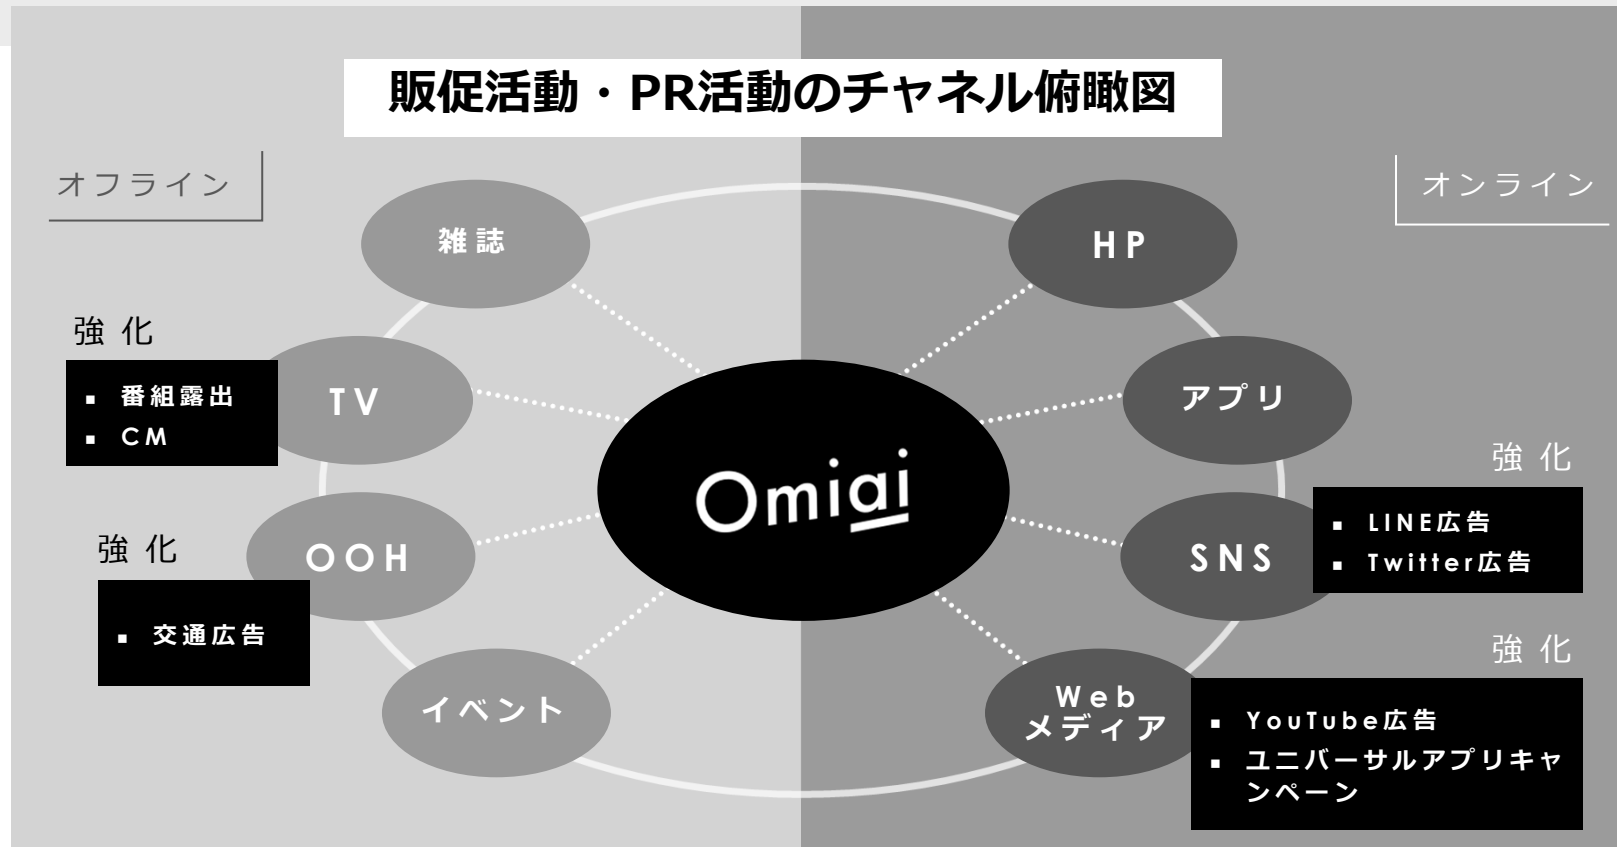 販促活動・PR活動のチャネル俯瞰図
オフライン
オンライン
雑誌
HP
強化
TV
▪ 番組露出
▪ CM
アプリ
強化
OOH
▪ 交通広告
Omiai
強化
SNS
▪ LINE広告
▪ Twitter広告
イベント
強化
Web
メディア
▪ YouTube広告
▪ ユニバーサルアプリキャ
ンペーン